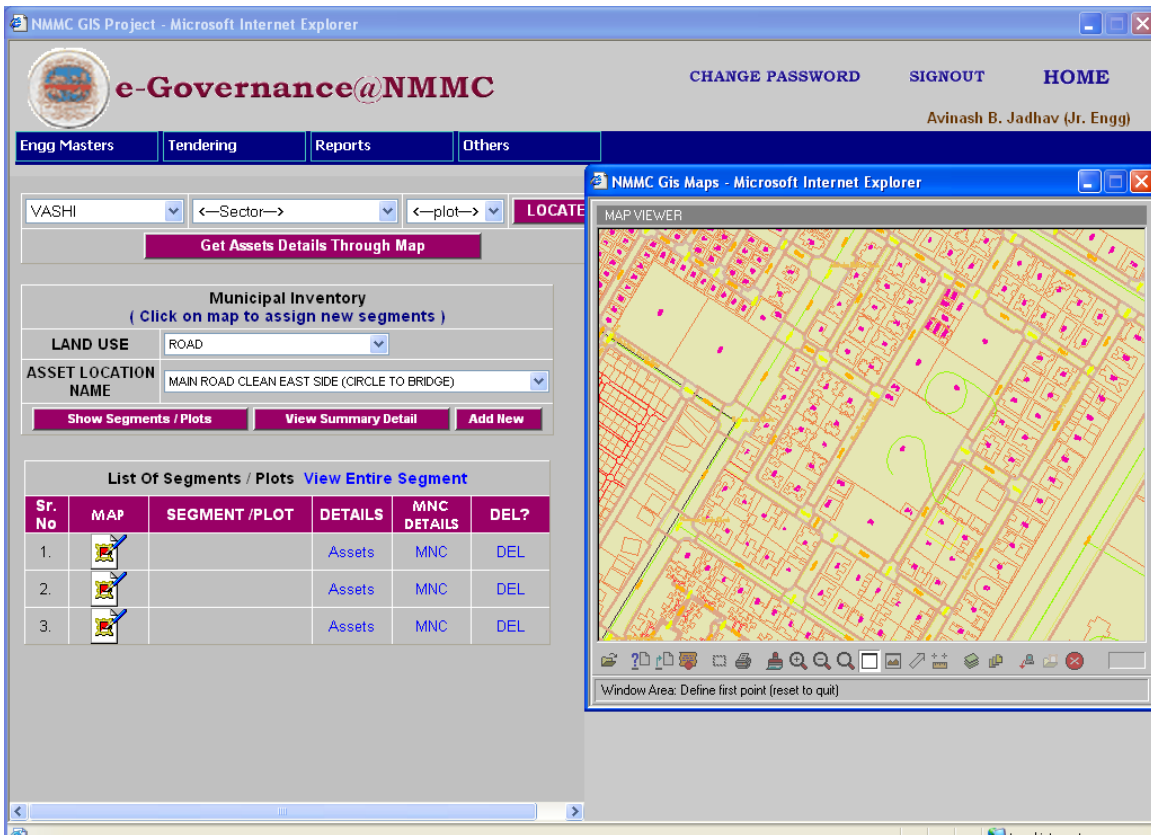 NMMC GIS Project - Microsoft Internet Explorer
e-Governance@NMMC
CHANGE PASSWORD SIGNOUT HOME
Avinash B. Jadhav (Jr. Engg)
Engg Masters Tendering Reports Others
VASHI <—Sector—> <—plot—> LOCATE
Get Assets Details Through Map
Municipal Inventory
( Click on map to assign new segments )
LAND USE ROAD
ASSET LOCATION NAME MAIN ROAD CLEAN EAST SIDE (CIRCLE TO BRIDGE)
Show Segments / Plots View Summary Detail Add New
List Of Segments / Plots View Entire Segment
Sr. No MAP SEGMENT /PLOT DETAILS MNC DETAILS DEL?
1. Assets MNC DEL
2. Assets MNC DEL
3. Assets MNC DEL
NMMC Gis Maps - Microsoft Internet Explorer
MAP VIEWER
Window Area: Define first point (reset to quit)